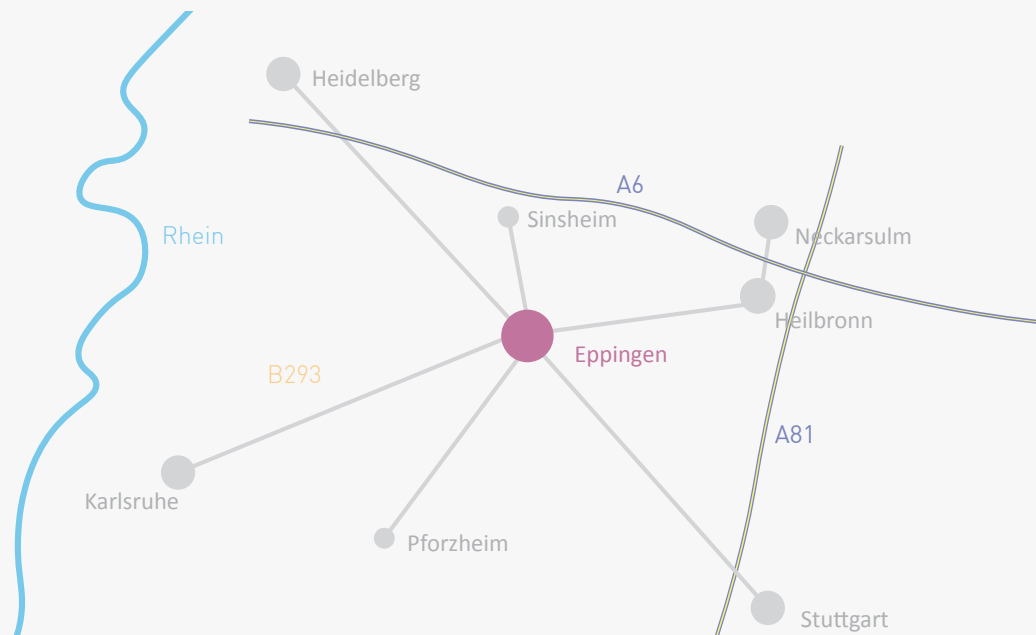 Heidelberg
A6
Sinsheim
Rhein
Neckarsulm
Heilbronn
Eppingen
B293
A81
Karlsruhe
Pforzheim
Stuttgart